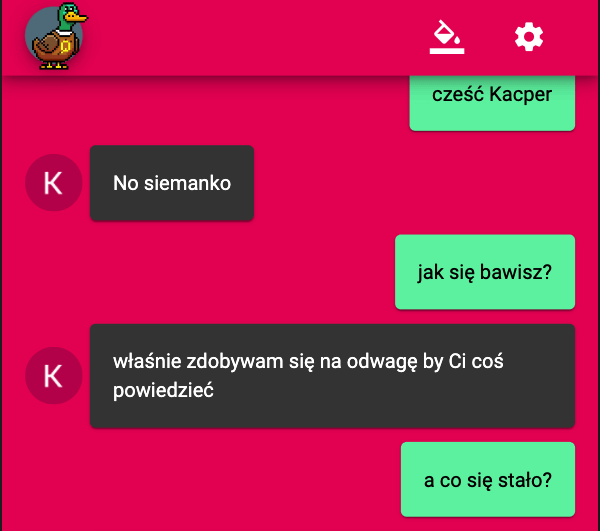 cześć Kacper
K
No siemanko
jak się bawisz?
K
właśnie zdobywam się na odwagę by Ci coś
powiedzieć
a co się stało?